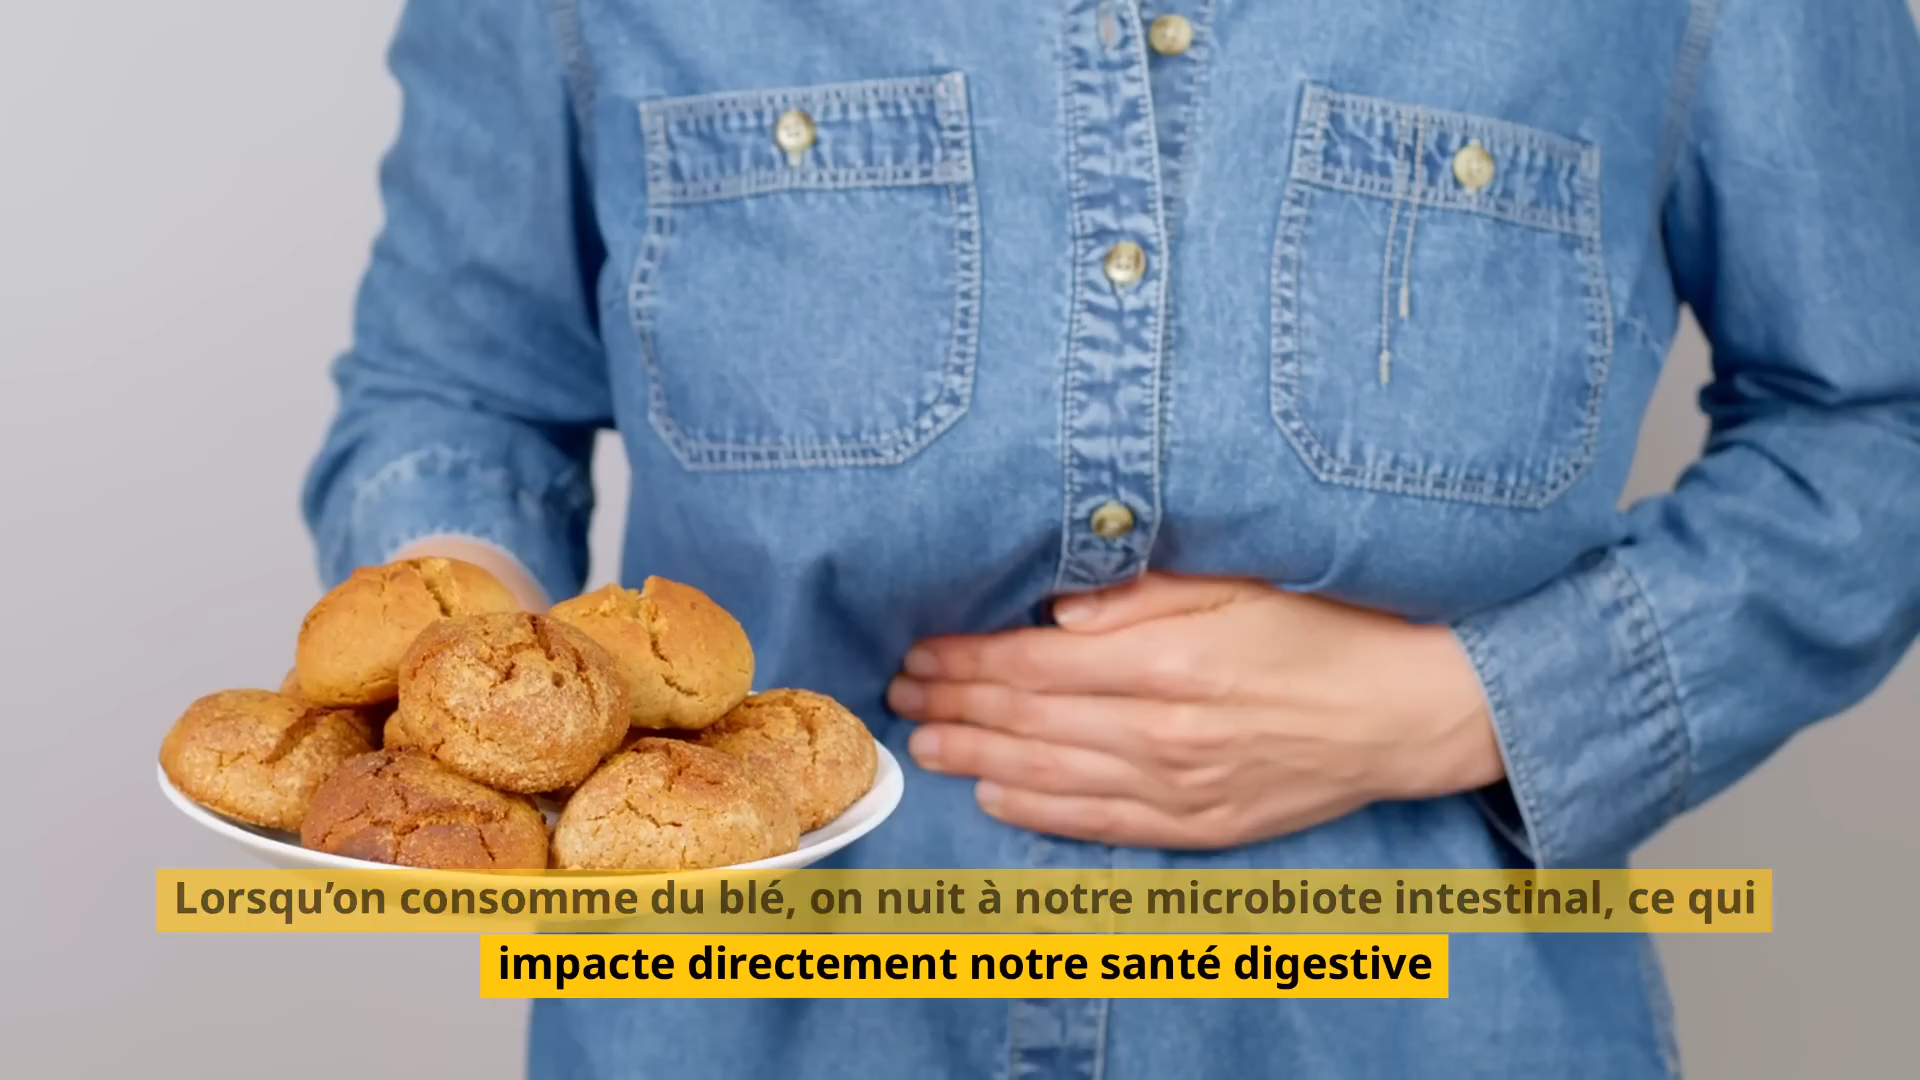 Lorsqu’on consomme du blé, on nuit à notre microbiote intestinal, ce qui
impacte directement notre santé digestive